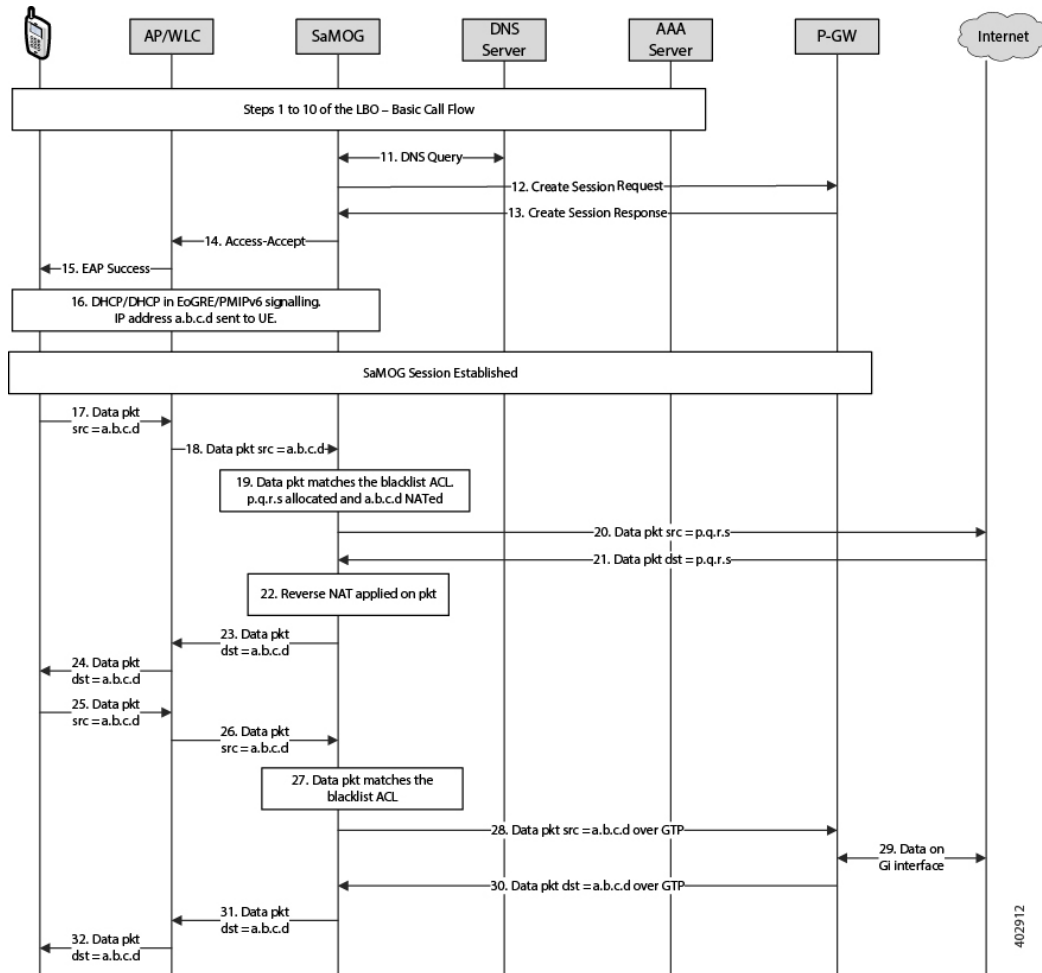 AP/WLC
SaMOG
DNS
Server
AAA
Server
P-GW
Internet
Steps 1 to 10 of the LBO – Basic Call Flow
11. DNS Query
12. Create Session Request
13. Create Session Response
14. Access-Accept
15. EAP Success
16. DHCP/DHCP in EoGRE/PMIPv6 signalling.
IP address a.b.c.d sent to UE.
SaMOG Session Established
17. Data pkt
src = a.b.c.d
18. Data pkt src = a.b.c.d
19. Data pkt matches the blacklist ACL.
p.q.r.s allocated and a.b.c.d NATed
20. Data pkt src = p.q.r.s
21. Data pkt dst = p.q.r.s
22. Reverse NAT applied on pkt
23. Data pkt
dst = a.b.c.d
24. Data pkt
dst = a.b.c.d
25. Data pkt
src = a.b.c.d
26. Data pkt
src = a.b.c.d
27. Data pkt matches the
blacklist ACL
28. Data pkt src = a.b.c.d over GTP
29. Data on
Gi interface
30. Data pkt dst = a.b.c.d over GTP
31. Data pkt
dst = a.b.c.d
32. Data pkt
dst = a.b.c.d
402912